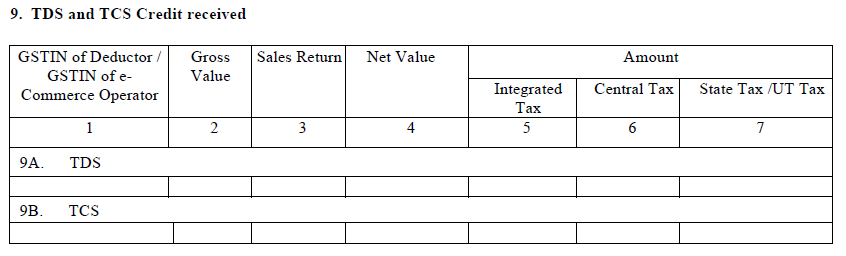 9. TDS and TCS Credit received
GSTIN of Deductor /
GSTIN of e-
Commerce Operator
Gross
Value
Sales Return
Net Value
Amount
Integrated
Tax
Central Tax
State Tax /UT Tax
1 2 3 4 5 6 7
9A. TDS
9B. TCS